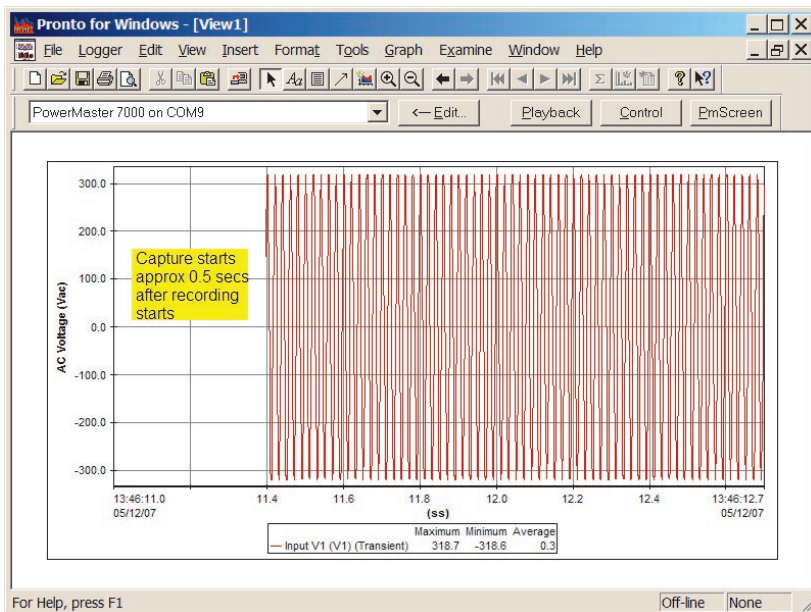 Pronto for Windows - [View1]
File Logger Edit View Insert Format Tools Graph Examine Window Help
PowerMaster 7000 on COM9 <— Edit... Playback Control PmScreen
300.0
200.0
100.0
0.0
-100.0
-200.0
-300.0
AC Voltage (Vac)
Capture starts
approx 0.5 secs
after recording
starts
13:46:11.0 11.4 11.6 11.8 12.0 12.2 12.4 13:46:12.7
05/12/07 (ss) 05/12/07
Maximum Minimum Average
Input V1 (V1) (Transient) 318.7 -318.6 0.3
For Help, press F1 Off-line None